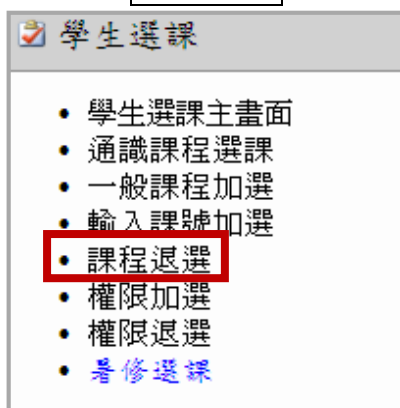 學生選課
學生選課主畫面
通識課程選課
一般課程加選
輸入課號加選
課程退選
權限加選
權限退選
暑修選課